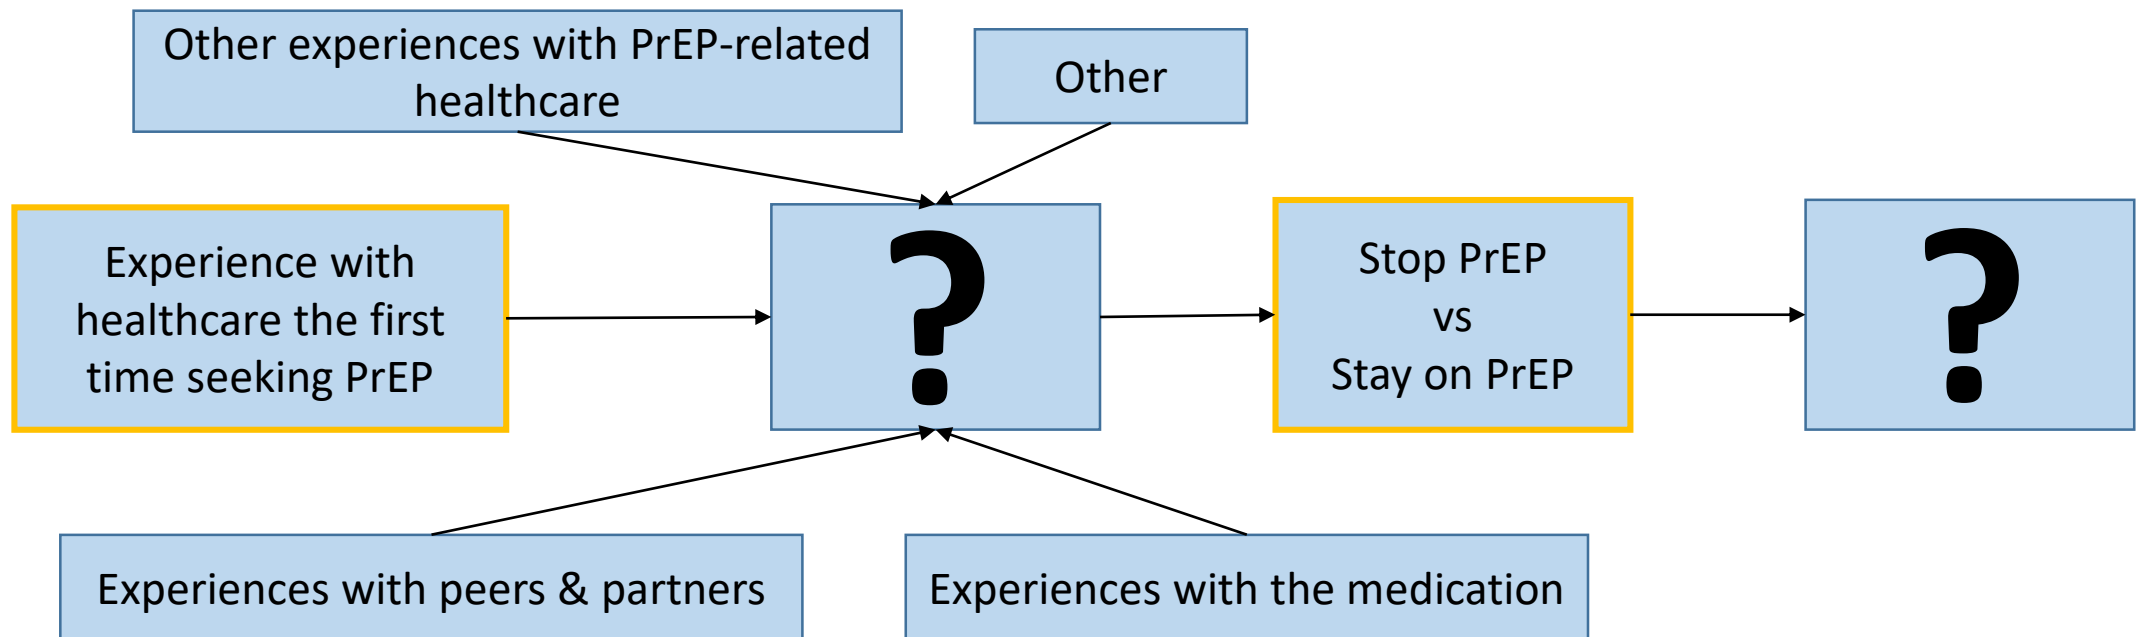 Other experiences with PrEP-related
healthcare
Other
Experience with
healthcare the first
time seeking PrEP
?
Stop PrEP
vs
Stay on PrEP
?
Experiences with peers & partners
Experiences with the medication